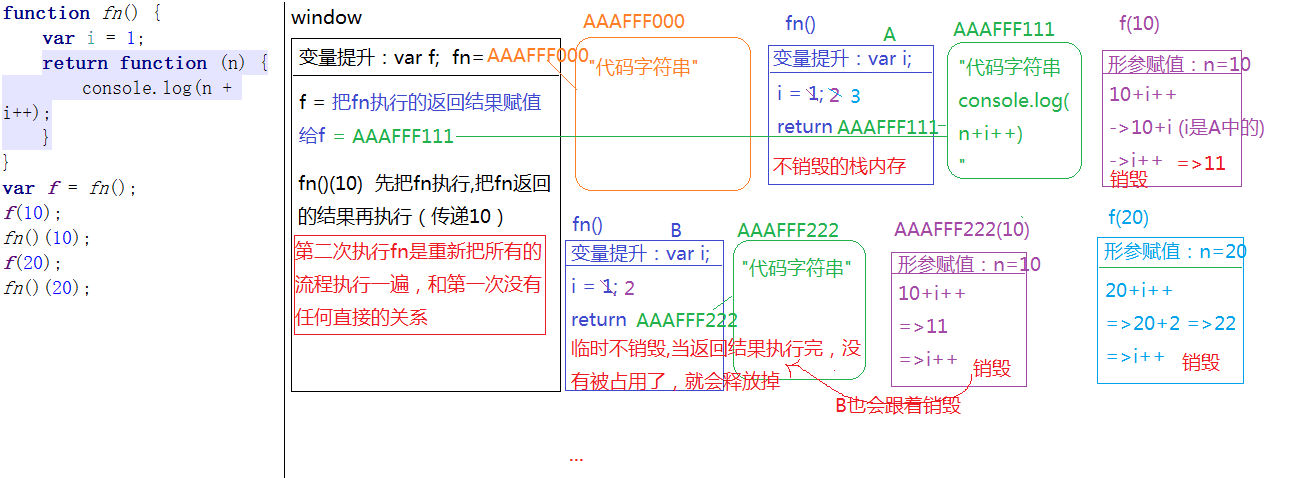 function fn() {
var i = 1;
return function (n) {
console.log(n +
i++);
}
}
var f = fn();
f(10);
fn()(10);
f(20);
fn()(20);
window
变量提升：var f; fn=AAAFFF000
f = 把fn执行的返回结果赋值
给f = AAAFFF111
fn()(10) 先把fn执行,把fn返回
的结果再执行（传递10）
第二次执行fn是重新把所有的
流程执行一遍，和第一次没有
任何直接的关系
AAAFFF000
"代码字符串"
fn()
A
变量提升：var i;
i = 1; 2 3
return AAAFFF111
不销毁的栈内存
AAAFFF111
"代码字符串
console.log(
n+i++)
"
f(10)
形参赋值：n=10
10+i++
->10+i (i是A中的)
->i++ =>11
销毁
fn()
B
变量提升：var i;
i = 1; 2
return AAAFFF222
临时不销毁,当返回结果执行完，没
有被占用了，就会释放掉
AAAFFF222
"代码字符串"
AAAFFF222(10)
形参赋值：n=10
10+i++
=>11
=>i++
销毁
B也会跟着销毁
f(20)
形参赋值：n=20
20+i++
=>20+2 =>22
=>i++ 销毁
...